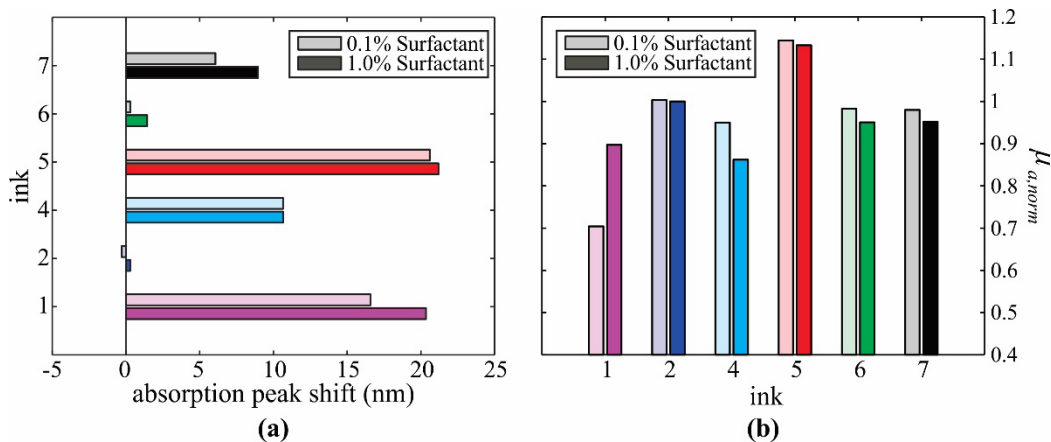 0.1% Surfactant
1.0% Surfactant
ink
7
6
5
4
2
1
-5 0 5 10 15 20 25
absorption peak shift (nm)
(a)
0.1% Surfactant
1.0% Surfactant
1.2
1.1
1
0.9
0.8
0.7
0.6
0.5
0.4
μa,norm
1 2 4 5 6 7
ink
(b)